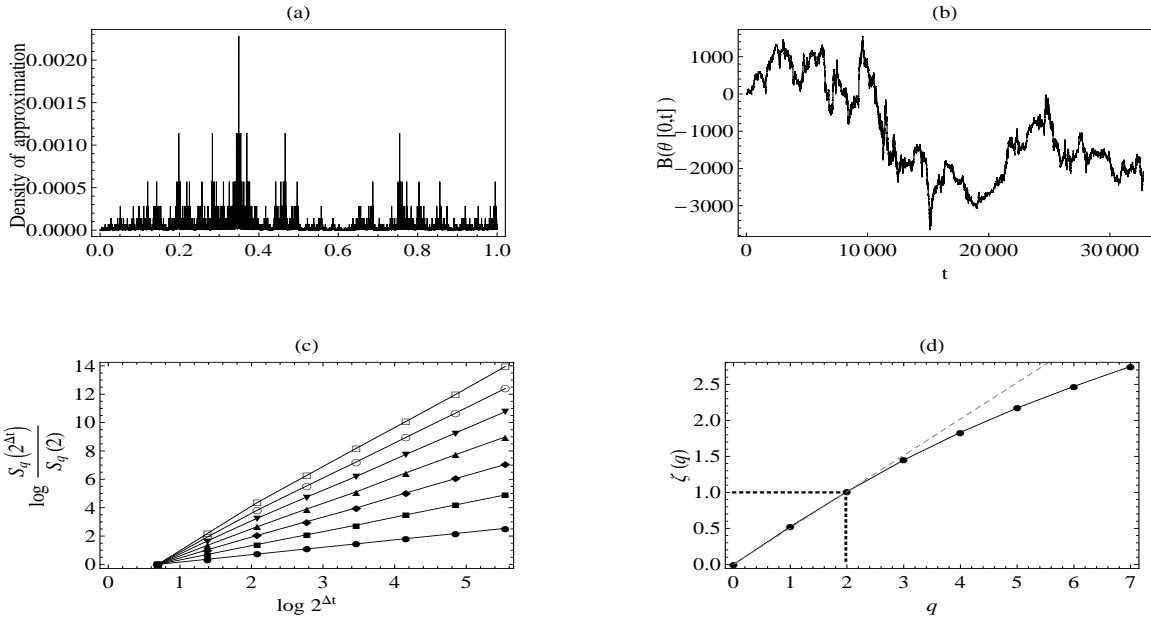 (a)
Density of approximation
0.0020
0.0015
0.0010
0.0005
0.0000
0.0 0.2 0.4 0.6 0.8 1.0
(b)
B(θ [0,t] )
1000
0
−1000
−2000
−3000
0 10 000 20 000 30 000
t
(c)
log S_q(2^Δt) / S_q(2)
14
12
10
8
6
4
2
0
0 1 2 3 4 5
log 2^Δt
(d)
ζ(q)
2.5
2.0
1.5
1.0
0.5
0.0
0 1 2 3 4 5 6 7
q